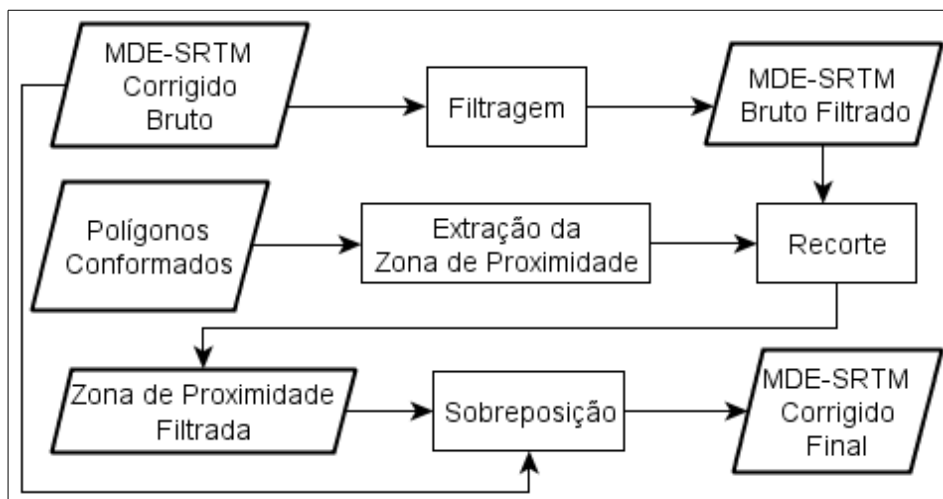 MDE-SRTM
Corrigido
Bruto
Filtragem
MDE-SRTM
Bruto Filtrado
Polígonos
Conformados
Extração da
Zona de Proximidade
Recorte
Zona de Proximidade
Filtrada
Sobreposição
MDE-SRTM
Corrigido
Final